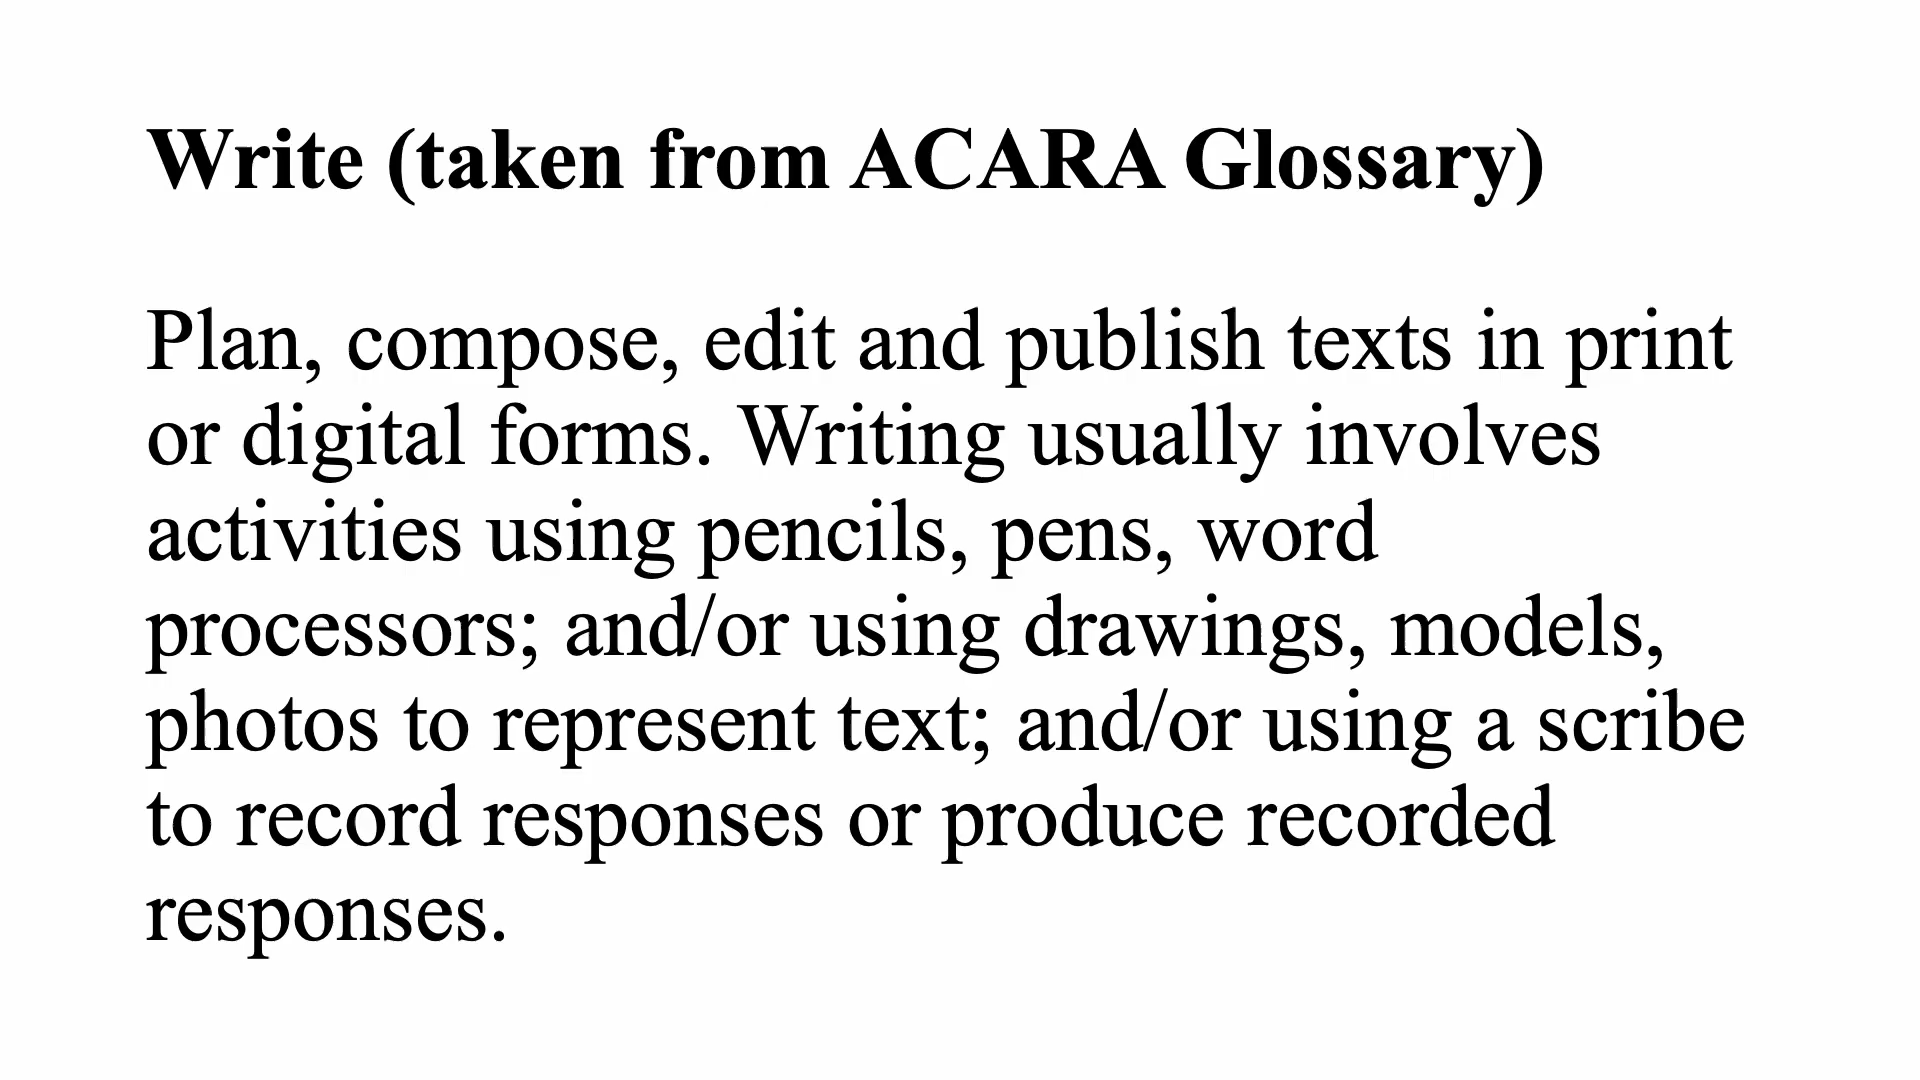 Write (taken from ACARA Glossary)
Plan, compose, edit and publish texts in print
or digital forms. Writing usually involves
activities using pencils, pens, word
processors; and/or using drawings, models,
photos to represent text; and/or using a scribe
to record responses or produce recorded
responses.